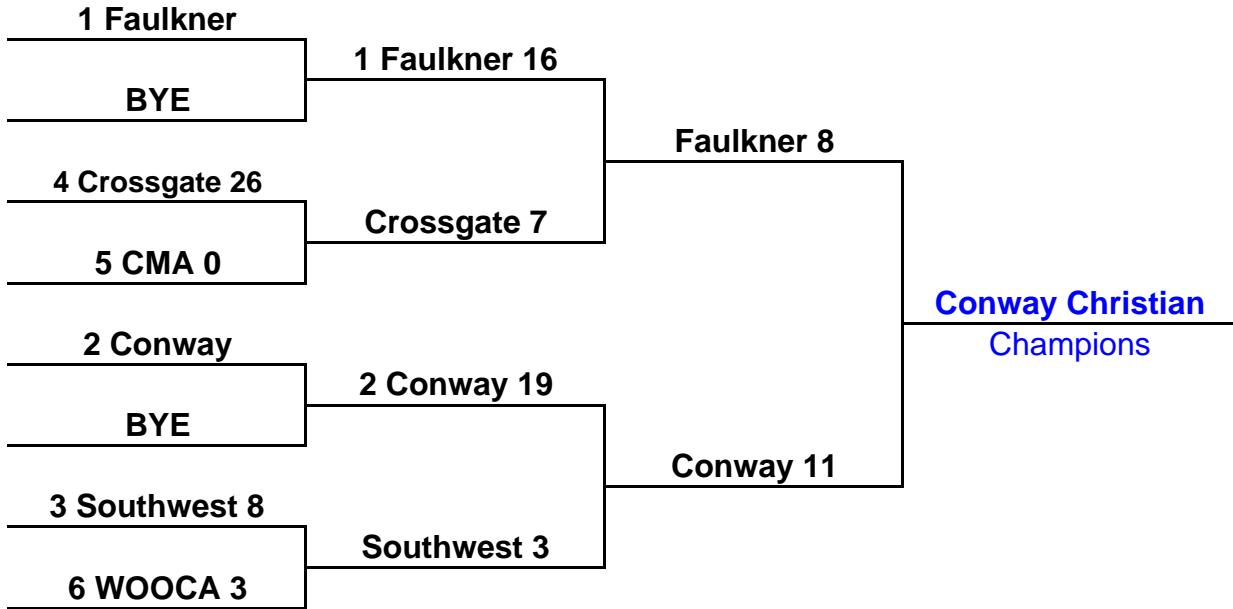 1 Faulkner
1 Faulkner 16
BYE
Faulkner 8
4 Crossgate 26
Crossgate 7
5 CMA 0
Conway Christian
Champions
2 Conway
2 Conway 19
BYE
Conway 11
3 Southwest 8
Southwest 3
6 WOOCA 3